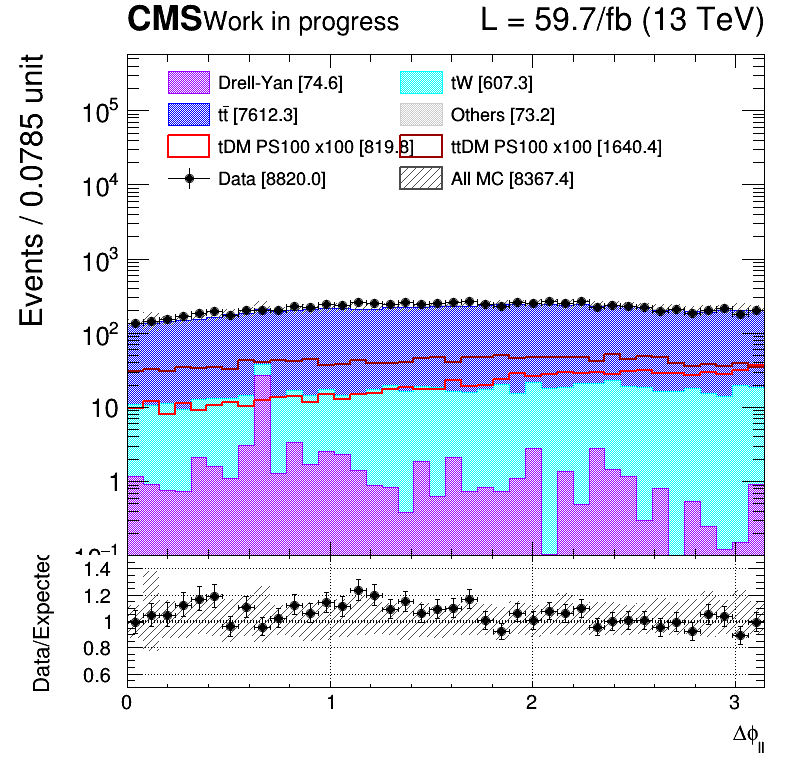 CMS Work in progress L = 59.7/fb (13 TeV)
Events / 0.0785 unit
Drell-Yan [74.6] tW [607.3]
tt̄ [7612.3] Others [73.2]
tDM PS100 x100 [819.8] ttDM PS100 x100 [1640.4]
Data [8820.0] All MC [8367.4]
10⁵
10⁴
10³
10²
10
1
10⁻¹
Data/Expected
1.4
1.2
1
0.8
0.6
0 1 2 3
Δϕ_ll